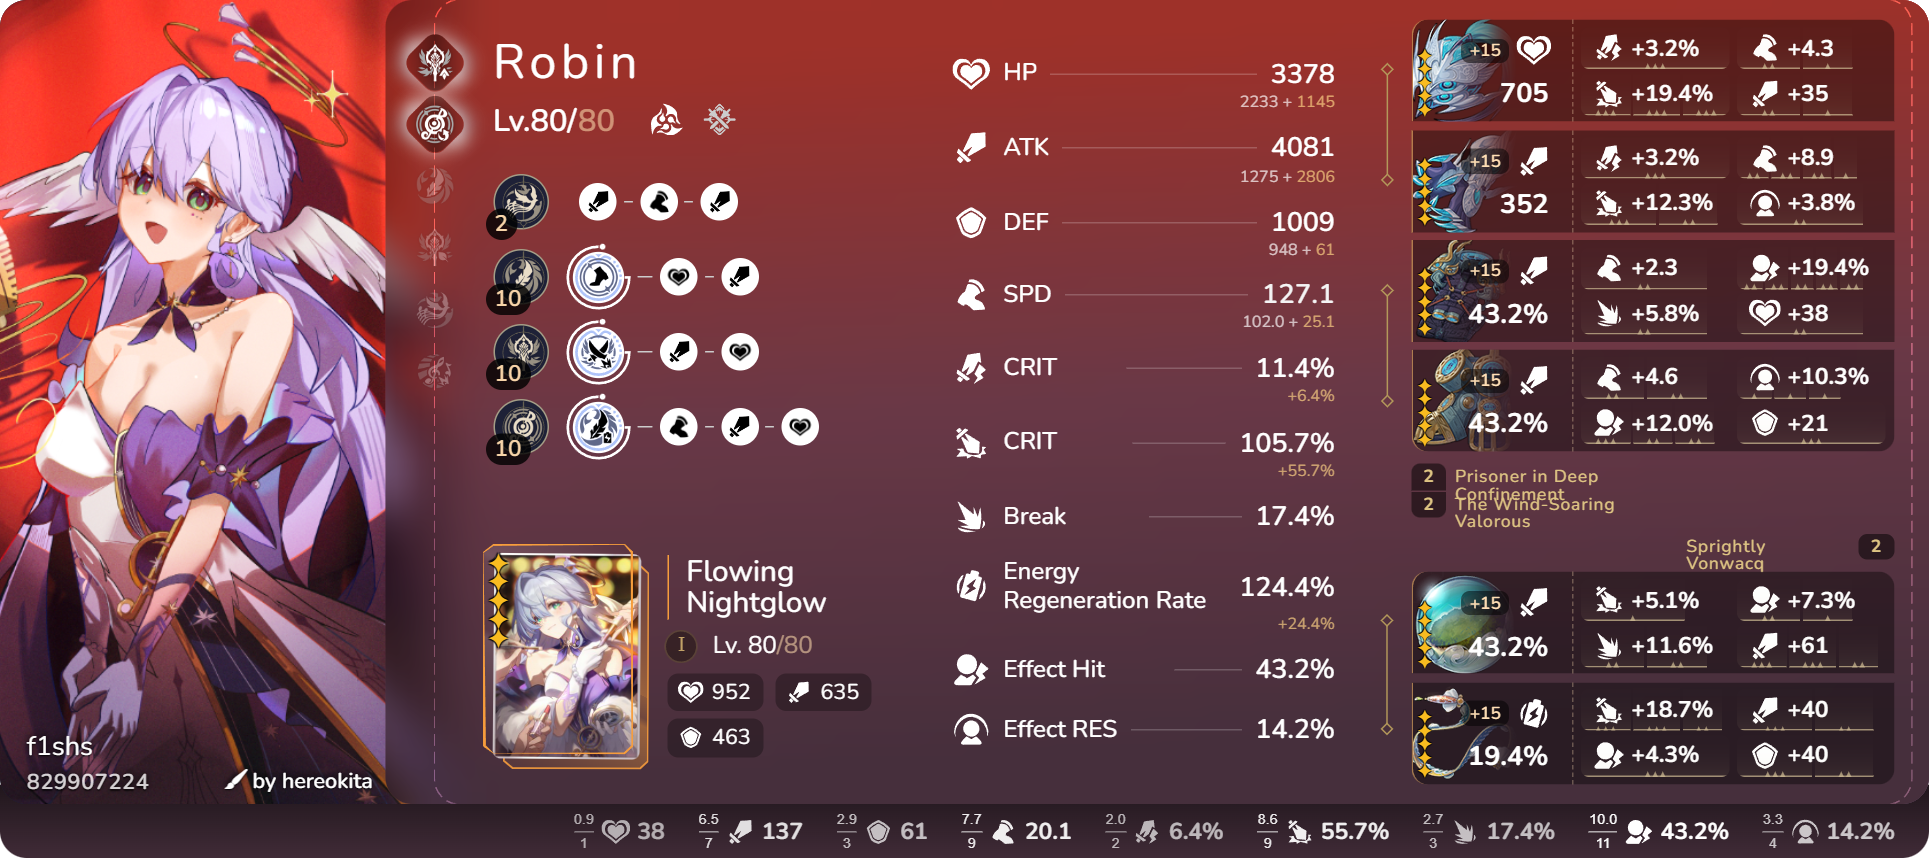 Robin
Lv.80/80
2
10
10
10
Flowing
Nightglow
I Lv. 80/80
952 635
463
f1shs
829907224
by hereokita
HP 3378
2233 + 1145
ATK 4081
1275 + 2806
DEF 1009
948 + 61
SPD 127.1
102.0 + 25.1
CRIT 11.4%
+6.4%
CRIT 105.7%
+55.7%
Break 17.4%
Energy
Regeneration Rate 124.4%
+24.4%
Effect Hit 43.2%
Effect RES 14.2%
+15 +3.2% +4.3
705 +19.4% +35
+15 +3.2% +8.9
352 +12.3% +3.8%
+15 +2.3 +19.4%
43.2% +5.8% +38
+15 +4.6 +10.3%
43.2% +12.0% +21
2 Prisoner in Deep
Confinement
2 The Wind-Soaring
Valorous
Sprightly 2
Vonwacq
+15 +5.1% +7.3%
43.2% +11.6% +61
+15 +18.7% +40
19.4% +4.3% +40
0.9 6.5 2.9 7.7 2.0 8.6 2.7 10.0 3.3
38 137 61 20.1 6.4% 55.7% 17.4% 43.2% 14.2%
1 7 3 9 2 9 3 11 4